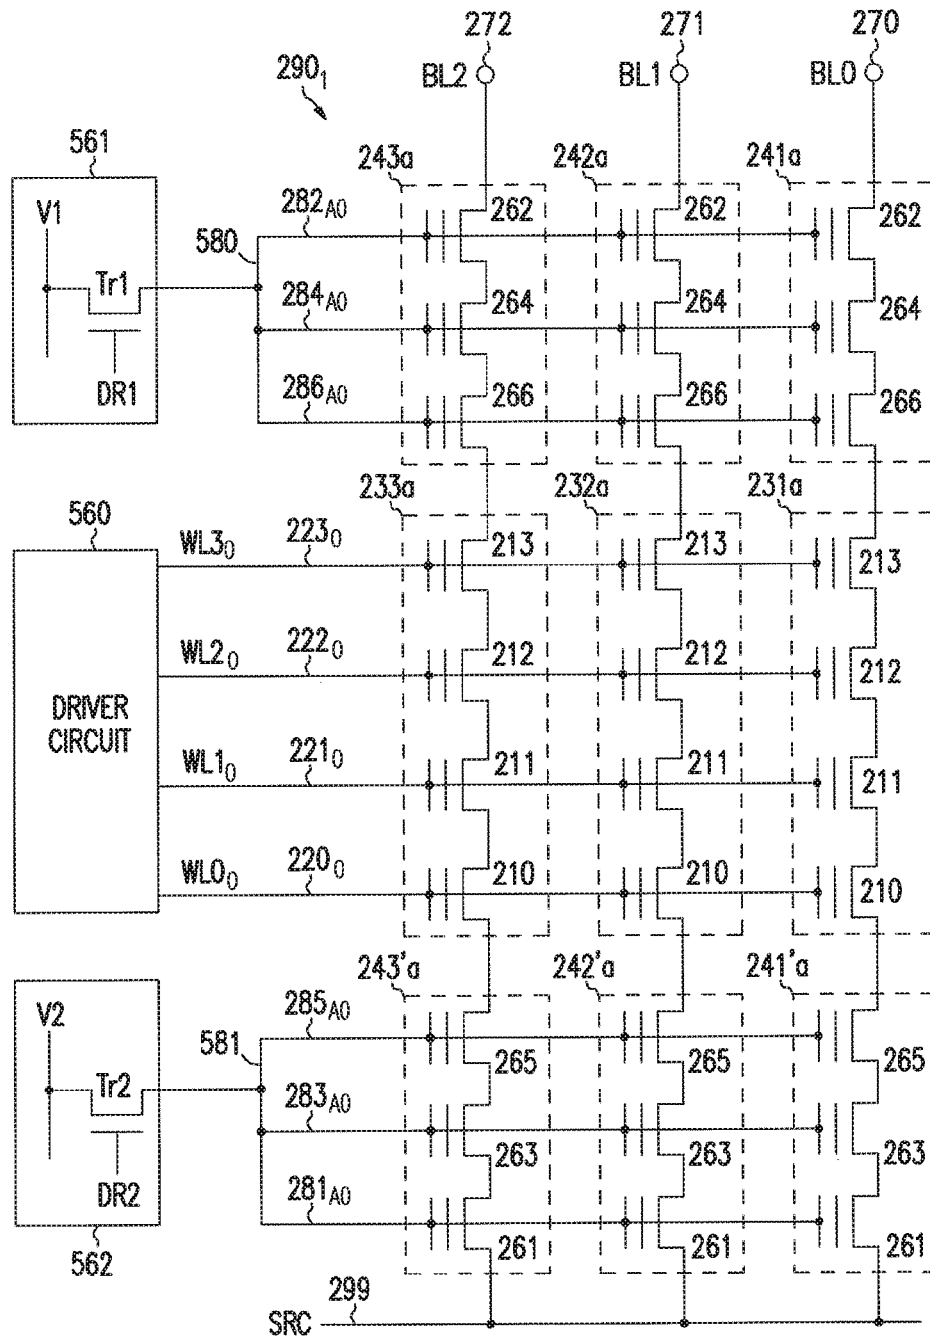 272 271 270
290₁ BL2 BL1 BL0
561 243a 242a 241a
V1 282A0 262 262 262
580
Tr1 284A0 264 264 264
DR1 286A0 266 266 266
560 233a 232a 231a
WL3₀ 223₀ 213 213 213
WL2₀ 222₀ 212 212 212
DRIVER
CIRCUIT
WL1₀ 221₀ 211 211 211
WL0₀ 220₀ 210 210 210
243'a 242'a 241'a
V2 285A0
581 265 265 265
Tr2 283A0
263 263 263
DR2 281A0
562 261 261 261
299
SRC